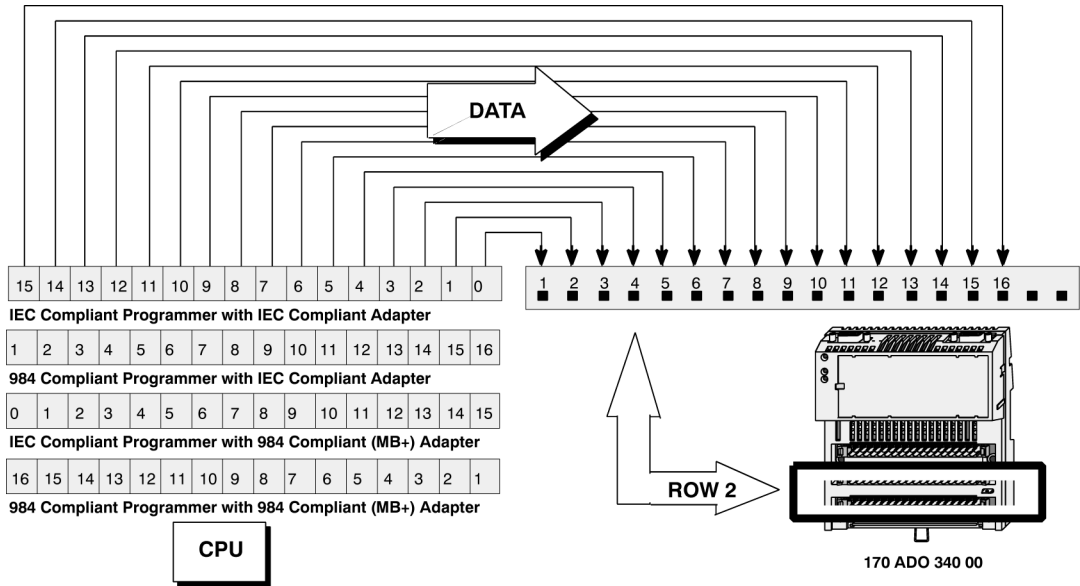 DATA
15 14 13 12 11 10 9 8 7 6 5 4 3 2 1 0
1 2 3 4 5 6 7 8 9 10 11 12 13 14 15 16
IEC Compliant Programmer with IEC Compliant Adapter
1 2 3 4 5 6 7 8 9 10 11 12 13 14 15 16
984 Compliant Programmer with IEC Compliant Adapter
0 1 2 3 4 5 6 7 8 9 10 11 12 13 14 15
IEC Compliant Programmer with 984 Compliant (MB+) Adapter
16 15 14 13 12 11 10 9 8 7 6 5 4 3 2 1
984 Compliant Programmer with 984 Compliant (MB+) Adapter
ROW 2
CPU
170 ADO 340 00